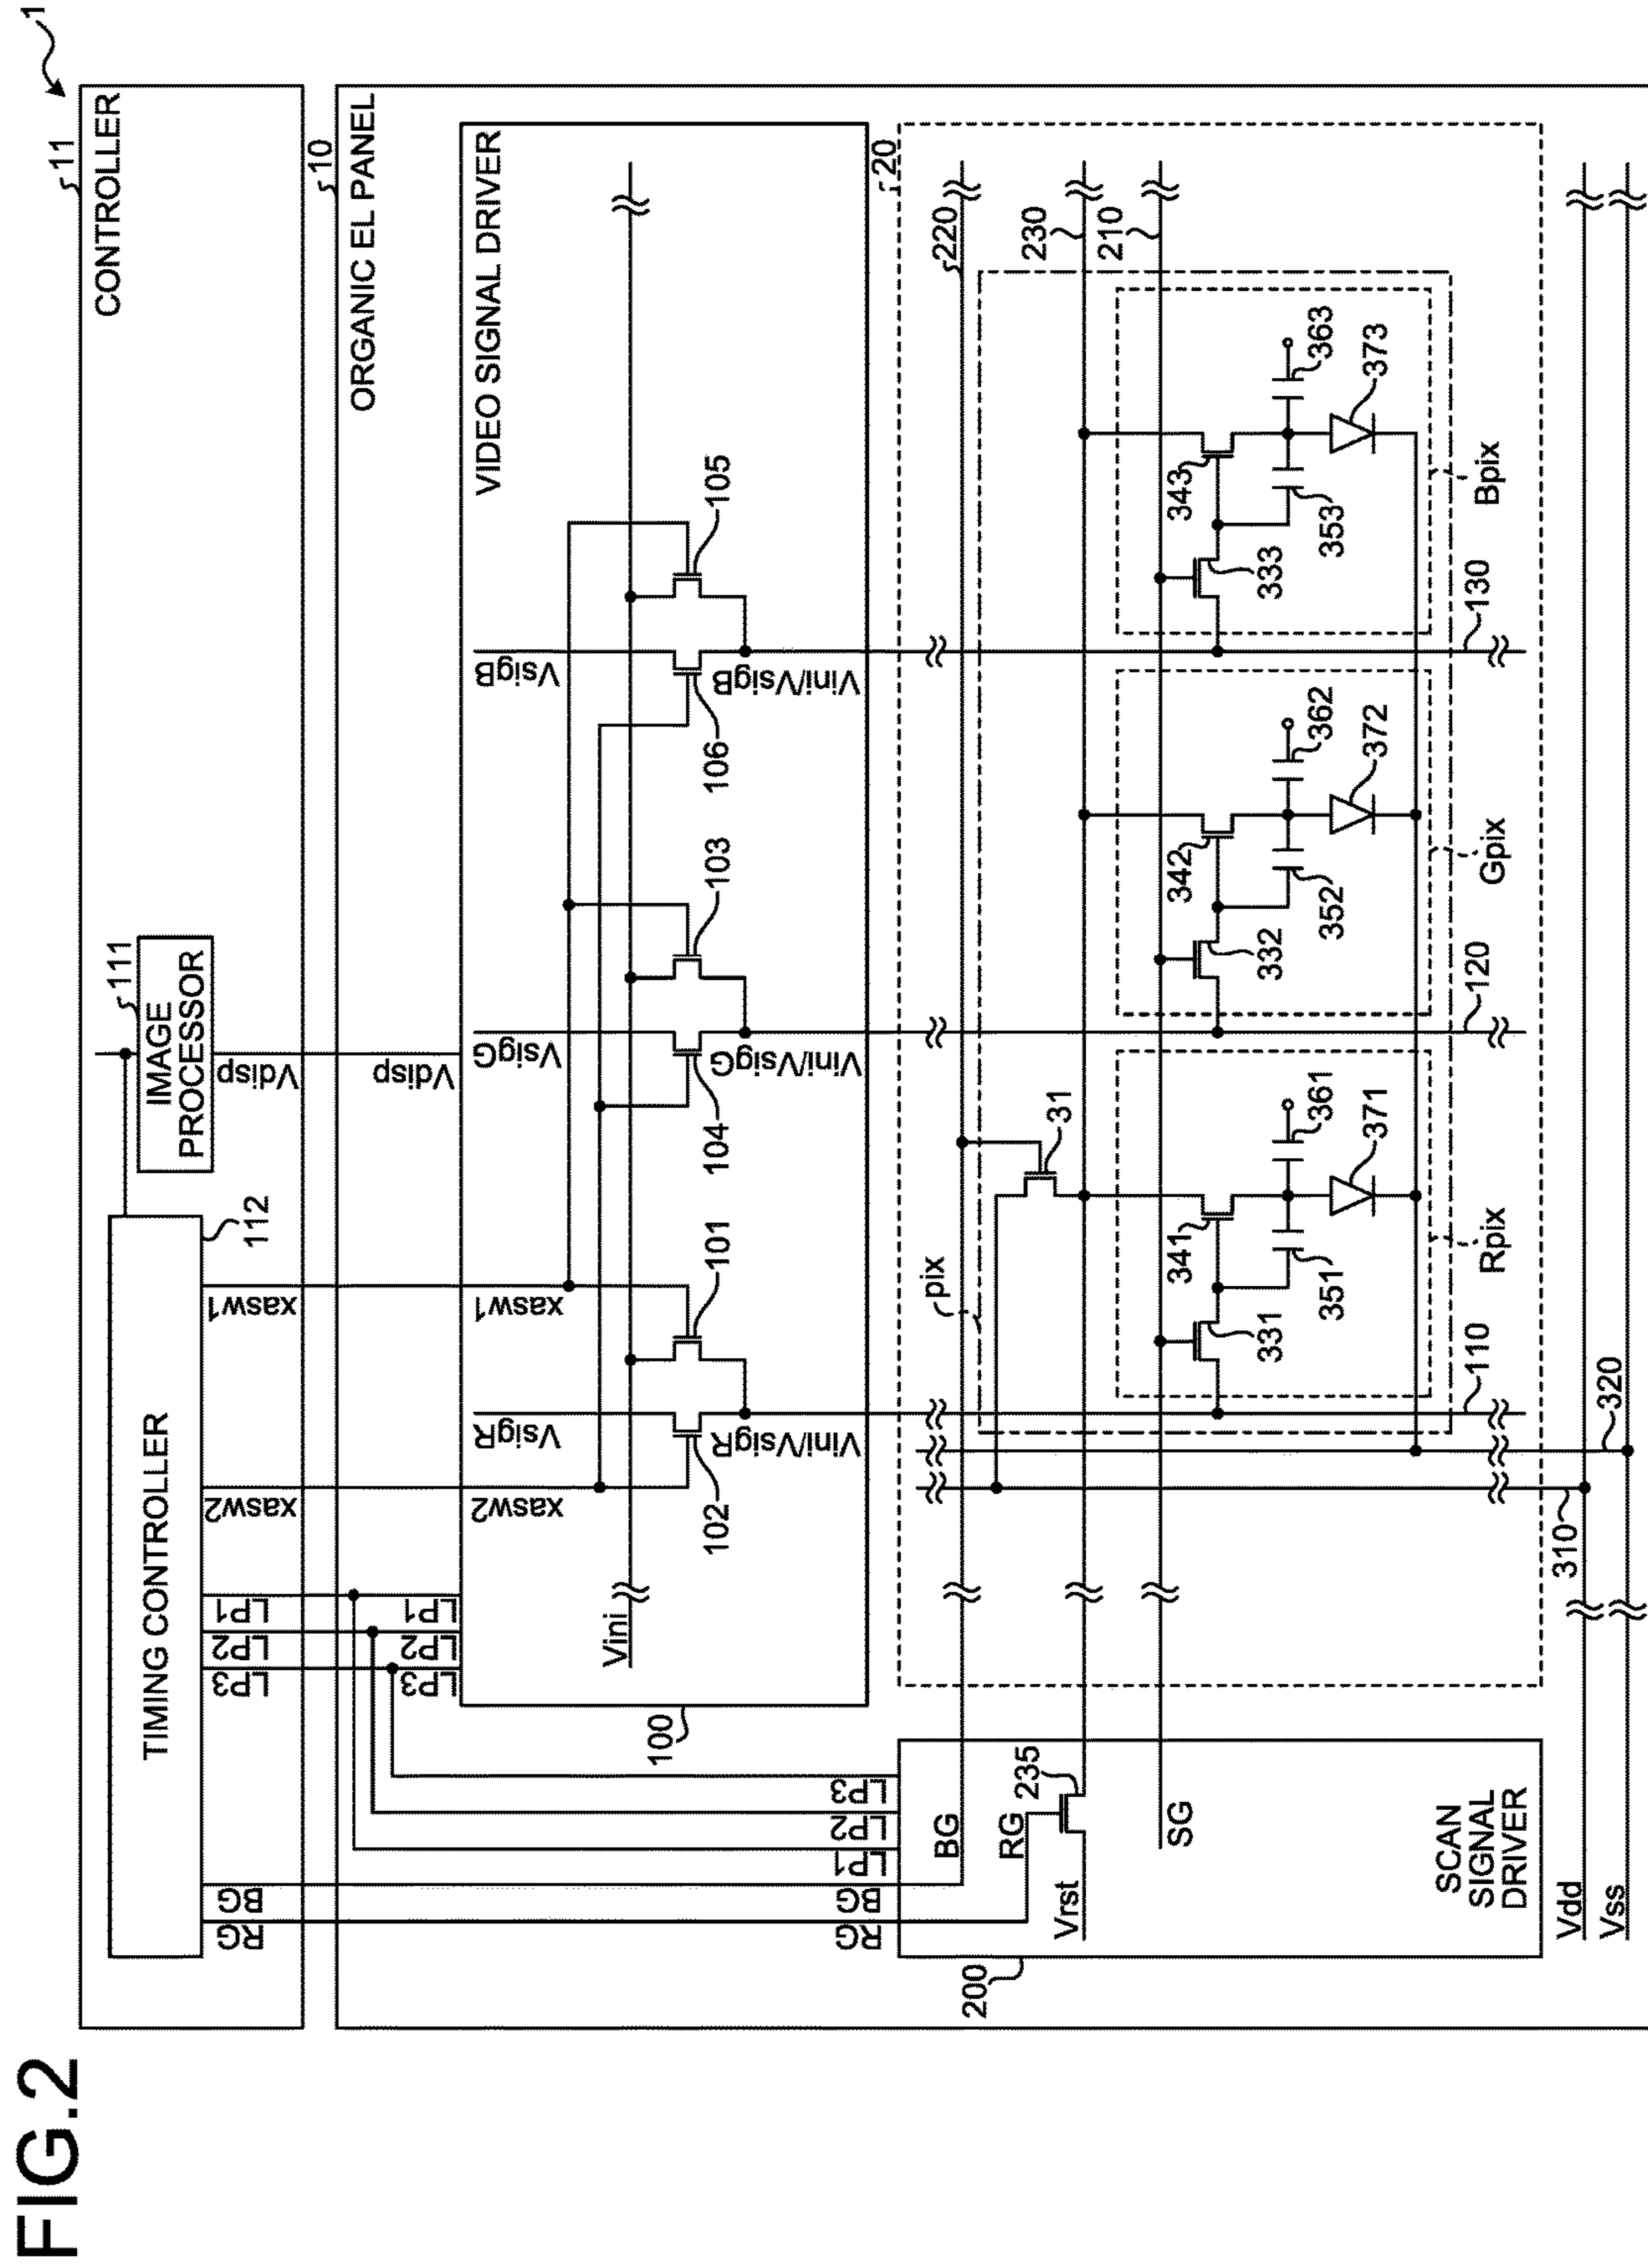 FIG.2
1
11
CONTROLLER
111
IMAGE
PROCESSOR
112
TIMING CONTROLLER
Vdisp
xasw1
xasw2
LP1
LP2
LP3
BG
RG
10
ORGANIC EL PANEL
Vdisp
VIDEO SIGNAL DRIVER
100
xasw1
xasw2
LP1
LP2
LP3
Vini
VsigR
VsigG
VsigB
101
102
103
104
105
106
Vini/VsigR
Vini/VsigG
Vini/VsigB
20
LP3
LP2
LP1
BG
RG
200
BG
RG
235
Vrst
SG
SCAN
SIGNAL
DRIVER
220
230
210
pix
31
331
341
351
361
371
Rpix
110
332
342
352
362
372
Gpix
120
333
343
353
363
373
Bpix
130
310
320
Vdd
Vss